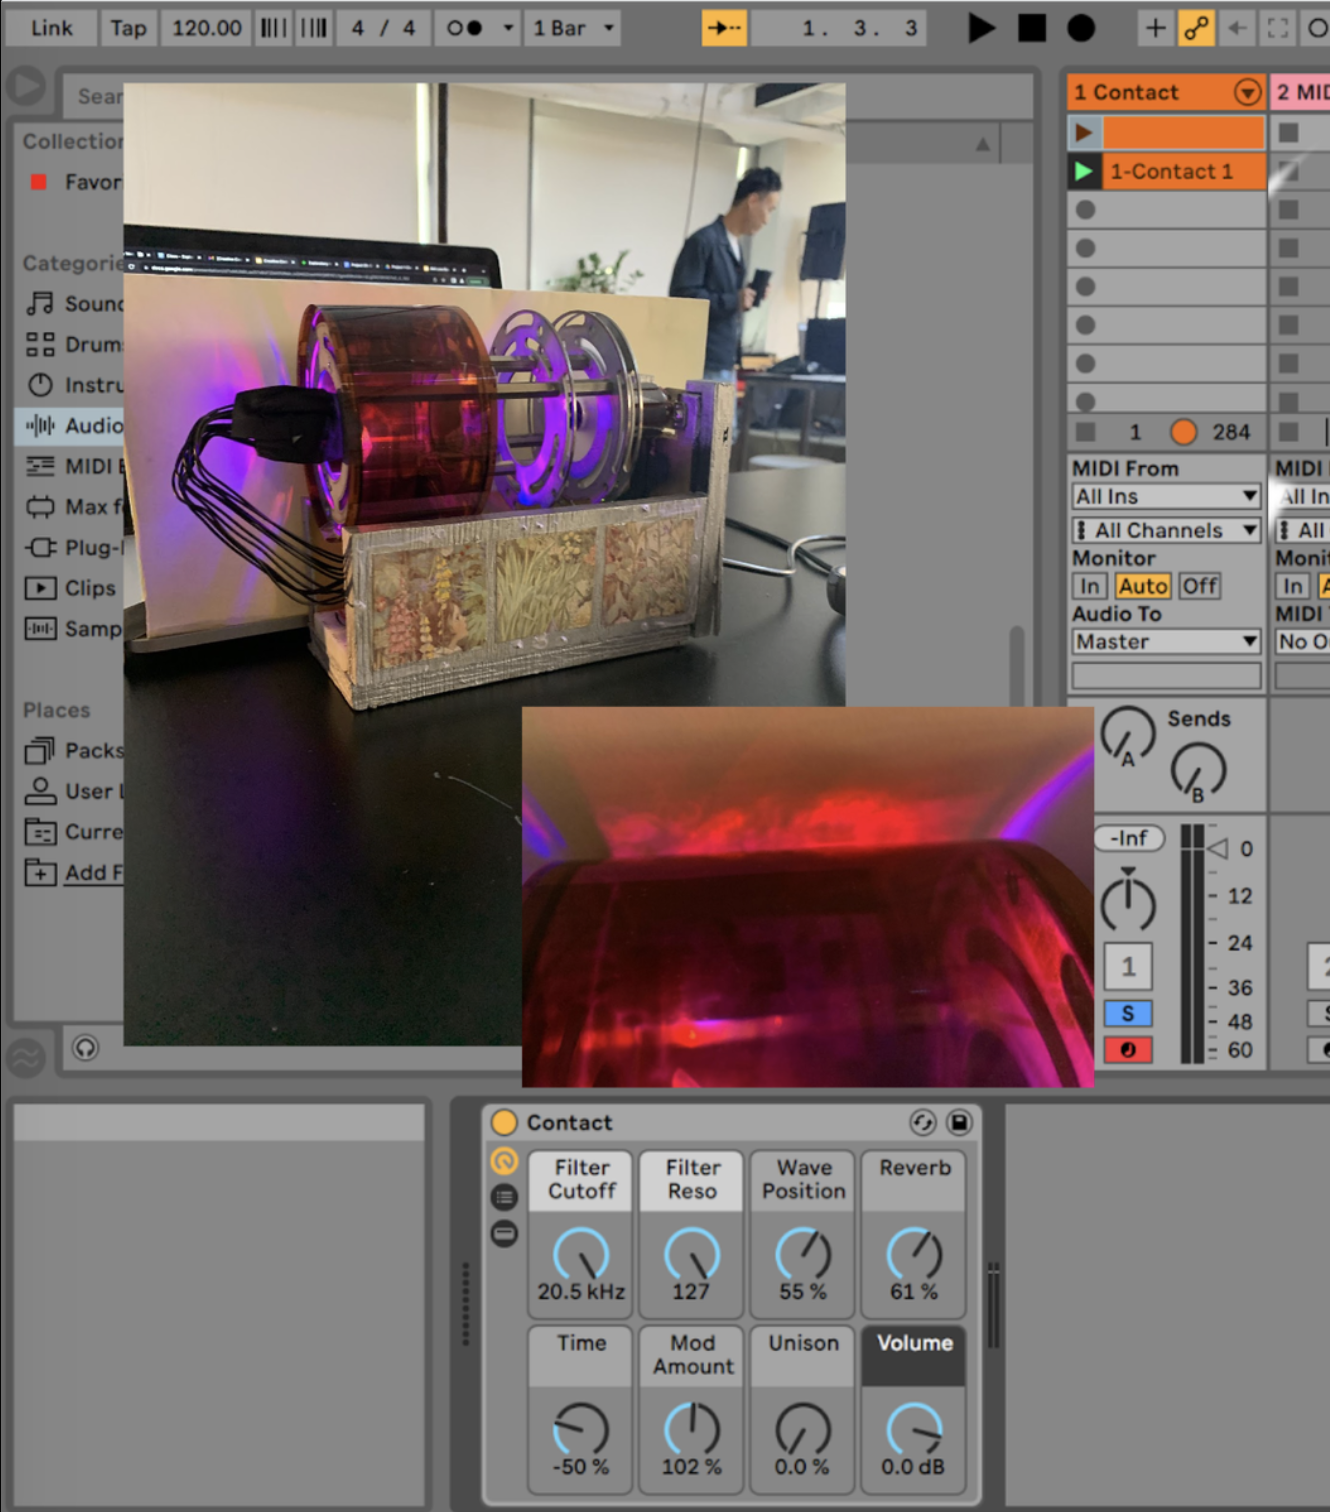 Link Tap 120.00 4 / 4 1 Bar 1. 3. 3
Sear
Collection
Favor
Categorie
Sound
Drums
Instru
Audio
MIDI E
Max f
Plug-I
Clips
Samp
Places
Packs
User L
Curre
Add F
1 Contact
2 MID
1-Contact 1
1 284
MIDI From
All Ins
All Channels
Monitor
In Auto Off
Audio To
Master
MIDI
All In
All
Monit
In A
MIDI
No O
Sends
A
B
-Inf
0
12
24
36
48
60
1
S
2
S
Contact
Filter Cutoff
20.5 kHz
Filter Reso
127
Wave Position
55 %
Reverb
61 %
Time
-50 %
Mod Amount
102 %
Unison
0.0 %
Volume
0.0 dB